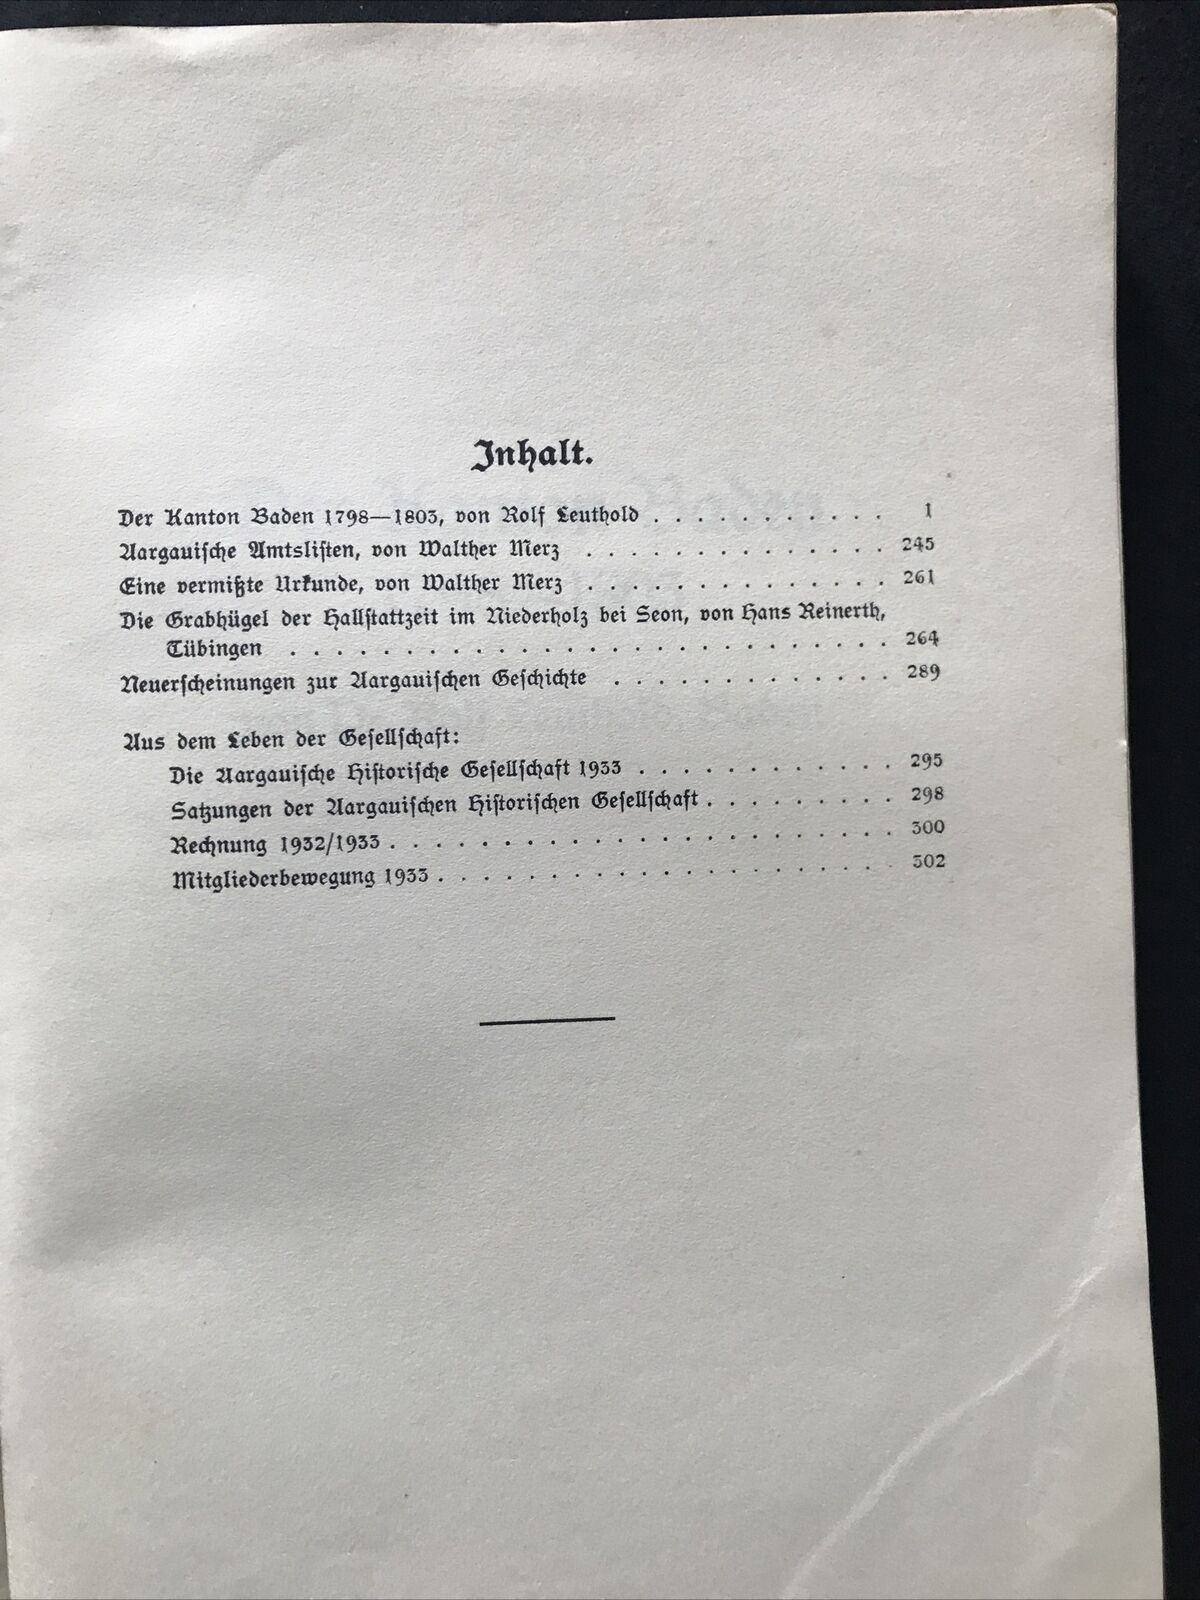 Inhalt.
Der Kanton Baden 1798—1803, von Rolf Leuthold . . . . . . . . . . . 1
Aargauische Amtslisten, von Walther Merz . . . . . . . . . . . . . . 245
Eine vermißte Urkunde, von Walther Merz . . . . . . . . . . . . . . 261
Die Grabhügel der Hallstattzeit im Niederholz bei Seon, von Hans Reinerth,
Tübingen . . . . . . . . . . . . . . . . . . . . . . . . . . 264
Neuerscheinungen zur Aargauischen Geschichte . . . . . . . . . . . . . 289
Aus dem Leben der Gesellschaft:
Die Aargauische Historische Gesellschaft 1933 . . . . . . . . . . . . 295
Satzungen der Aargauischen Historischen Gesellschaft . . . . . . . . . 298
Rechnung 1932/1933 . . . . . . . . . . . . . . . . . . . . . . 300
Mitgliederbewegung 1933 . . . . . . . . . . . . . . . . . . . . 302